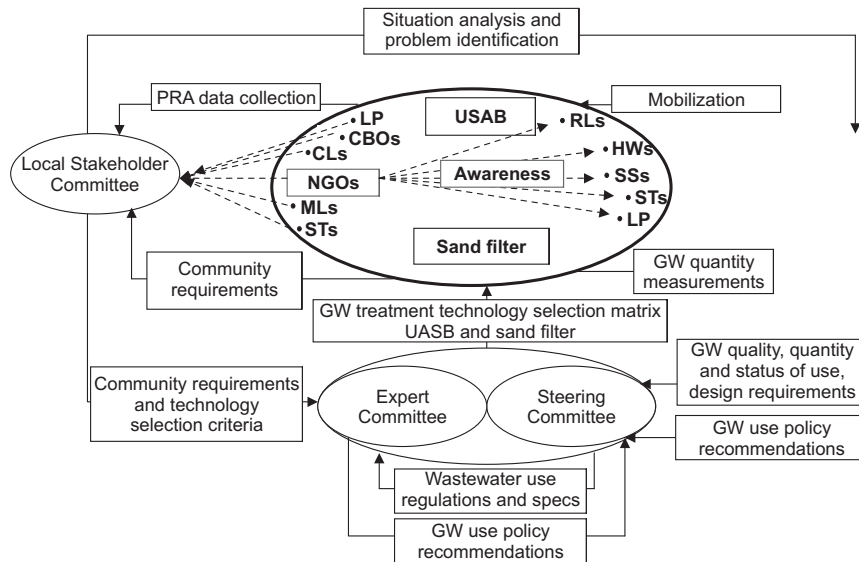 Situation analysis and
problem identification
PRA data collection
Mobilization
USAB
• LP
• CBOs
• CLs
NGOs
• MLs
• STs
• RLs
• HWs
• SSs
• STs
• LP
Awareness
Local Stakeholder
Committee
Sand filter
Community
requirements
GW quantity
measurements
GW treatment technology selection matrix
UASB and sand filter
GW quality, quantity
and status of use,
design requirements
Community requirements
and technology
selection criteria
Expert
Committee
Steering
Committee
GW use policy
recommendations
Wastewater use
regulations and specs
GW use policy
recommendations